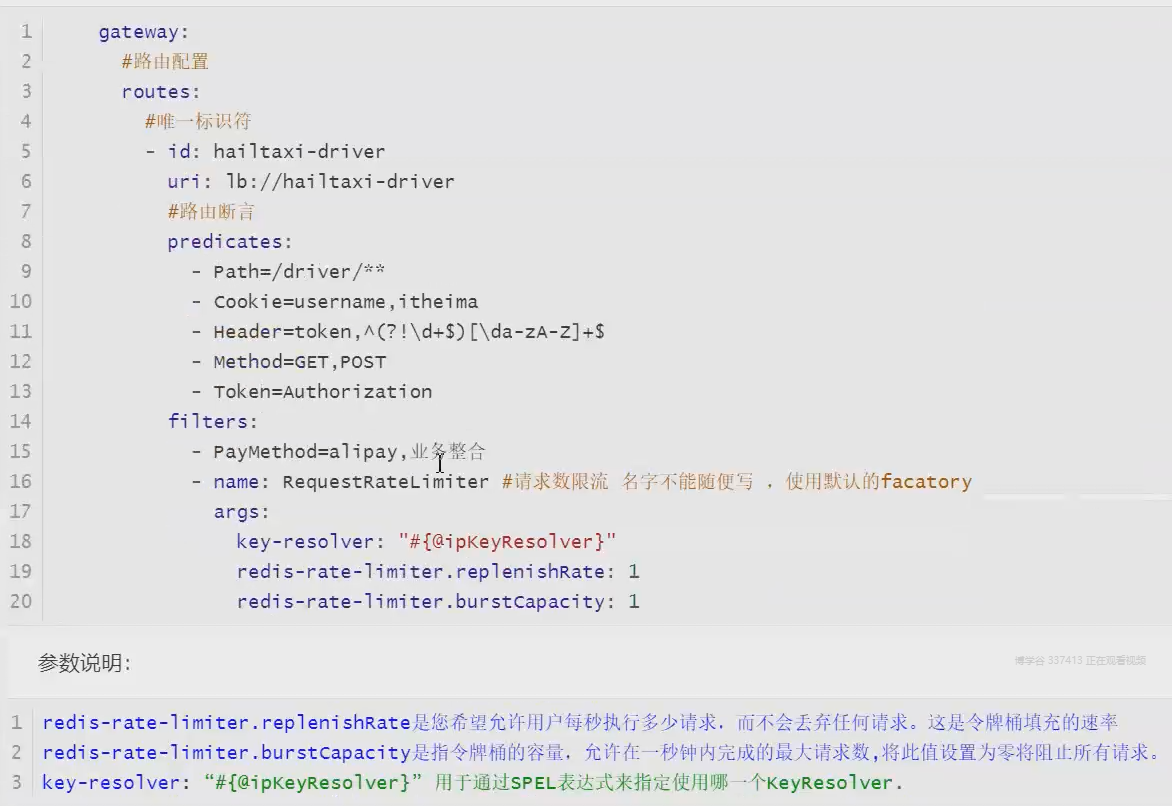 1 gateway:
2 #路由配置
3 routes:
4 #唯一标识符
5 - id: hailtaxi-driver
6 uri: lb://hailtaxi-driver
7 #路由断言
8 predicates:
9 - Path=/driver/**
10 - Cookie=username,itheima
11 - Header=token,^(?!\d+$)[\da-zA-Z]+$
12 - Method=GET,POST
13 - Token=Authorization
14 filters:
15 - PayMethod=alipay,业务整合
16 - name: RequestRateLimiter #请求数限流 名字不能随便写 ，使用默认的facatory
17 args:
18 key-resolver: "#{@ipKeyResolver}"
19 redis-rate-limiter.replenishRate: 1
20 redis-rate-limiter.burstCapacity: 1
参数说明:
博学谷 337413 正在观看视频
1 redis-rate-limiter.replenishRate是您希望允许用户每秒执行多少请求，而不会丢弃任何请求。这是令牌桶填充的速率
2 redis-rate-limiter.burstCapacity是指令牌桶的容量，允许在一秒钟内完成的最大请求数,将此值设置为零将阻止所有请求。
3 key-resolver: “#{@ipKeyResolver}” 用于通过SPEL表达式来指定使用哪一个KeyResolver.